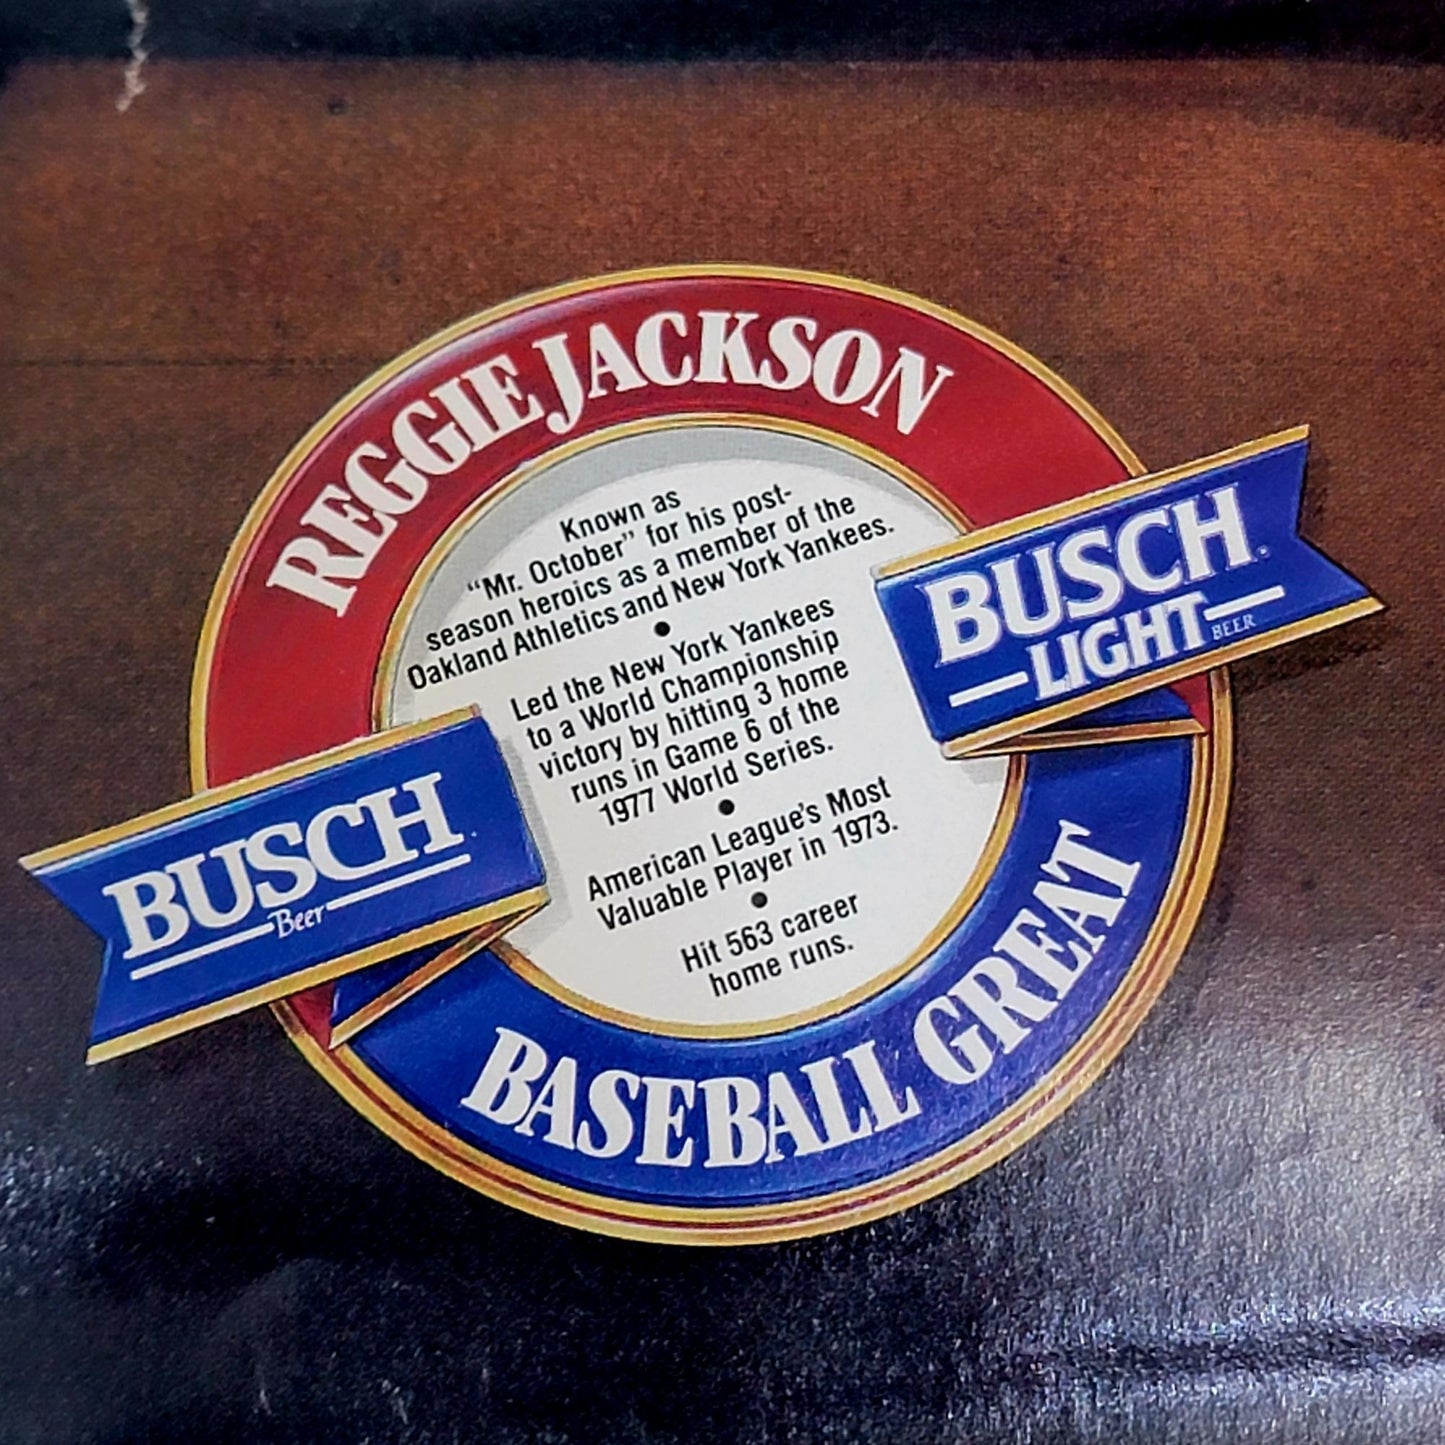 REGGIE JACKSON
Known as
“Mr. October” for his post-
season heroics as a member of the
Oakland Athletics and New York Yankees.
•
Led the New York Yankees
to a World Championship
victory by hitting 3 home
runs in Game 6 of the
1977 World Series.
•
American League’s Most
Valuable Player in 1973.
•
Hit 563 career
home runs.
BUSCH
LIGHT
BEER
BUSCH
Beer
BASEBALL GREAT